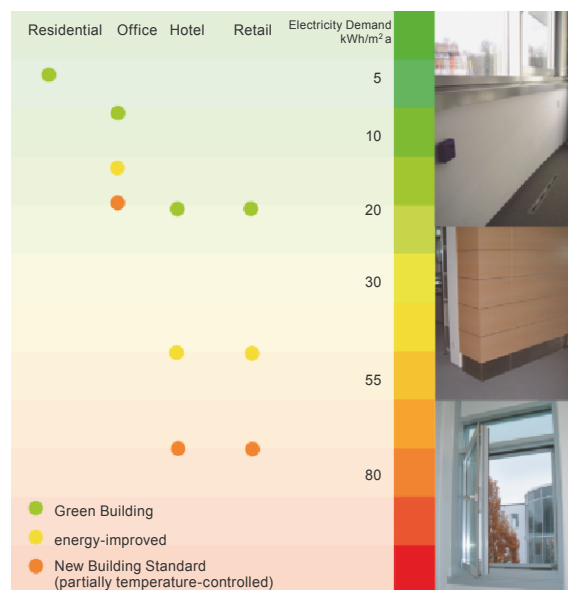 Residential Office Hotel Retail Electricity Demand
kWh/m² a
5
10
20
30
55
80
Green Building
energy-improved
New Building Standard
(partially temperature-controlled)